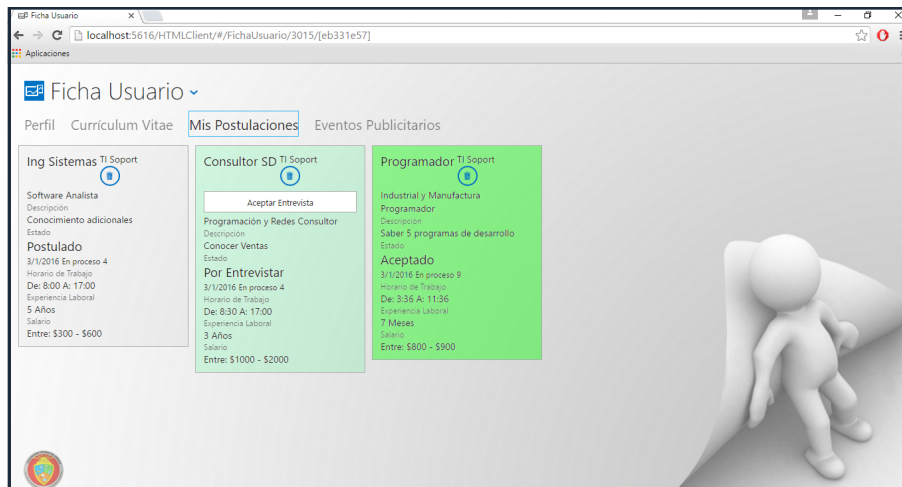 Ficha Usuario
localhost:5616/HTMLClient/#/FichaUsuario/3015/[eb331e57]
Aplicaciones
Ficha Usuario
Perfil Currículum Vitae Mis Postulaciones Eventos Publicitarios
Ing Sistemas TI Soport
Software Analista
Descripción
Conocimiento adicionales
Estado
Postulado
3/1/2016 En proceso 4
Horario de Trabajo
De: 8:00 A: 17:00
Experiencia Laboral
5 Años
Salario
Entre: $300 - $600
Consultor SD TI Soport
Aceptar Entrevista
Programación y Redes Consultor
Descripción
Conocer Ventas
Estado
Por Entrevistar
3/1/2016 En proceso 4
Horario de Trabajo
De: 8:30 A: 17:00
Experiencia Laboral
3 Años
Salario
Entre: $1000 - $2000
Programador TI Soport
Industrial y Manufactura
Programador
Descripción
Saber 5 programas de desarrollo
Estado
Aceptado
3/1/2016 En proceso 9
Horario de Trabajo
De: 3:36 A: 11:36
Experiencia Laboral
7 Meses
Salario
Entre: $800 - $900